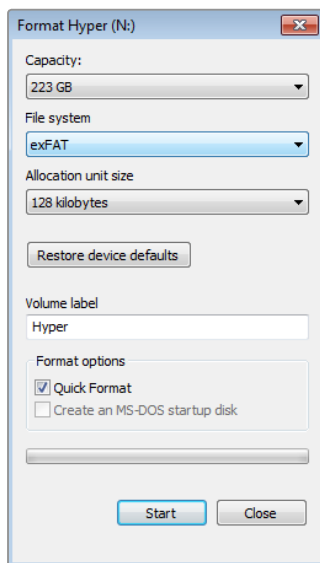 Format Hyper (N:)
Capacity:
223 GB
File system
exFAT
Allocation unit size
128 kilobytes
Restore device defaults
Volume label
Hyper
Format options
Quick Format
Create an MS-DOS startup disk
Start Close